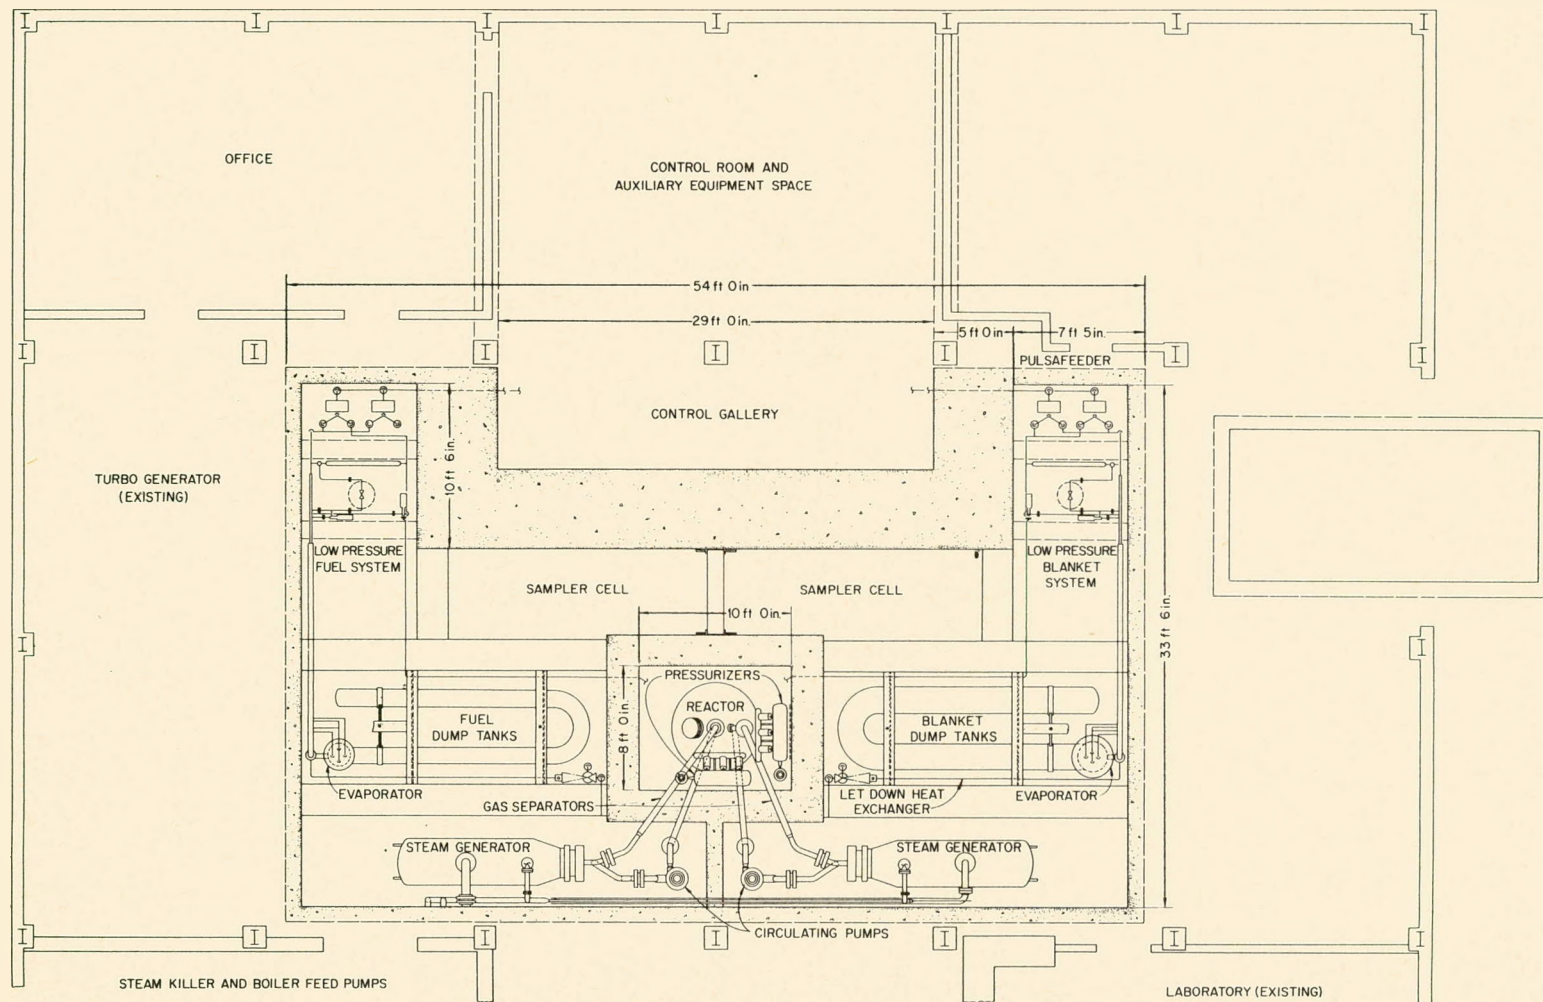 OFFICE
CONTROL ROOM AND
AUXILIARY EQUIPMENT SPACE
54 ft 0 in
29 ft 0 in.
5 ft 0 in
7 ft 5 in.
PULSAFEEDER
CONTROL GALLERY
10 ft 6 in.
TURBO GENERATOR
(EXISTING)
LOW PRESSURE
FUEL SYSTEM
LOW PRESSURE
BLANKET
SYSTEM
SAMPLER CELL
SAMPLER CELL
10 ft 0 in.
33 ft 6 in.
PRESSURIZERS
REACTOR
8 ft 0 in.
FUEL
DUMP TANKS
BLANKET
DUMP TANKS
EVAPORATOR
GAS SEPARATORS
LET DOWN HEAT
EXCHANGER
EVAPORATOR
STEAM GENERATOR
STEAM GENERATOR
CIRCULATING PUMPS
STEAM KILLER AND BOILER FEED PUMPS
LABORATORY (EXISTING)